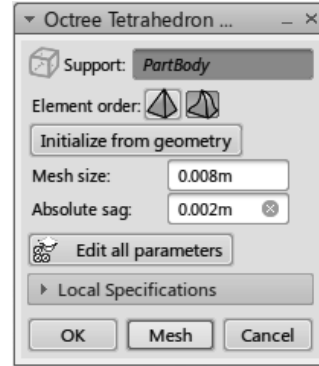 Octree Tetrahedron ...
Support: PartBody
Element order:
Initialize from geometry
Mesh size: 0.008m
Absolute sag: 0.002m
Edit all parameters
Local Specifications
OK Mesh Cancel